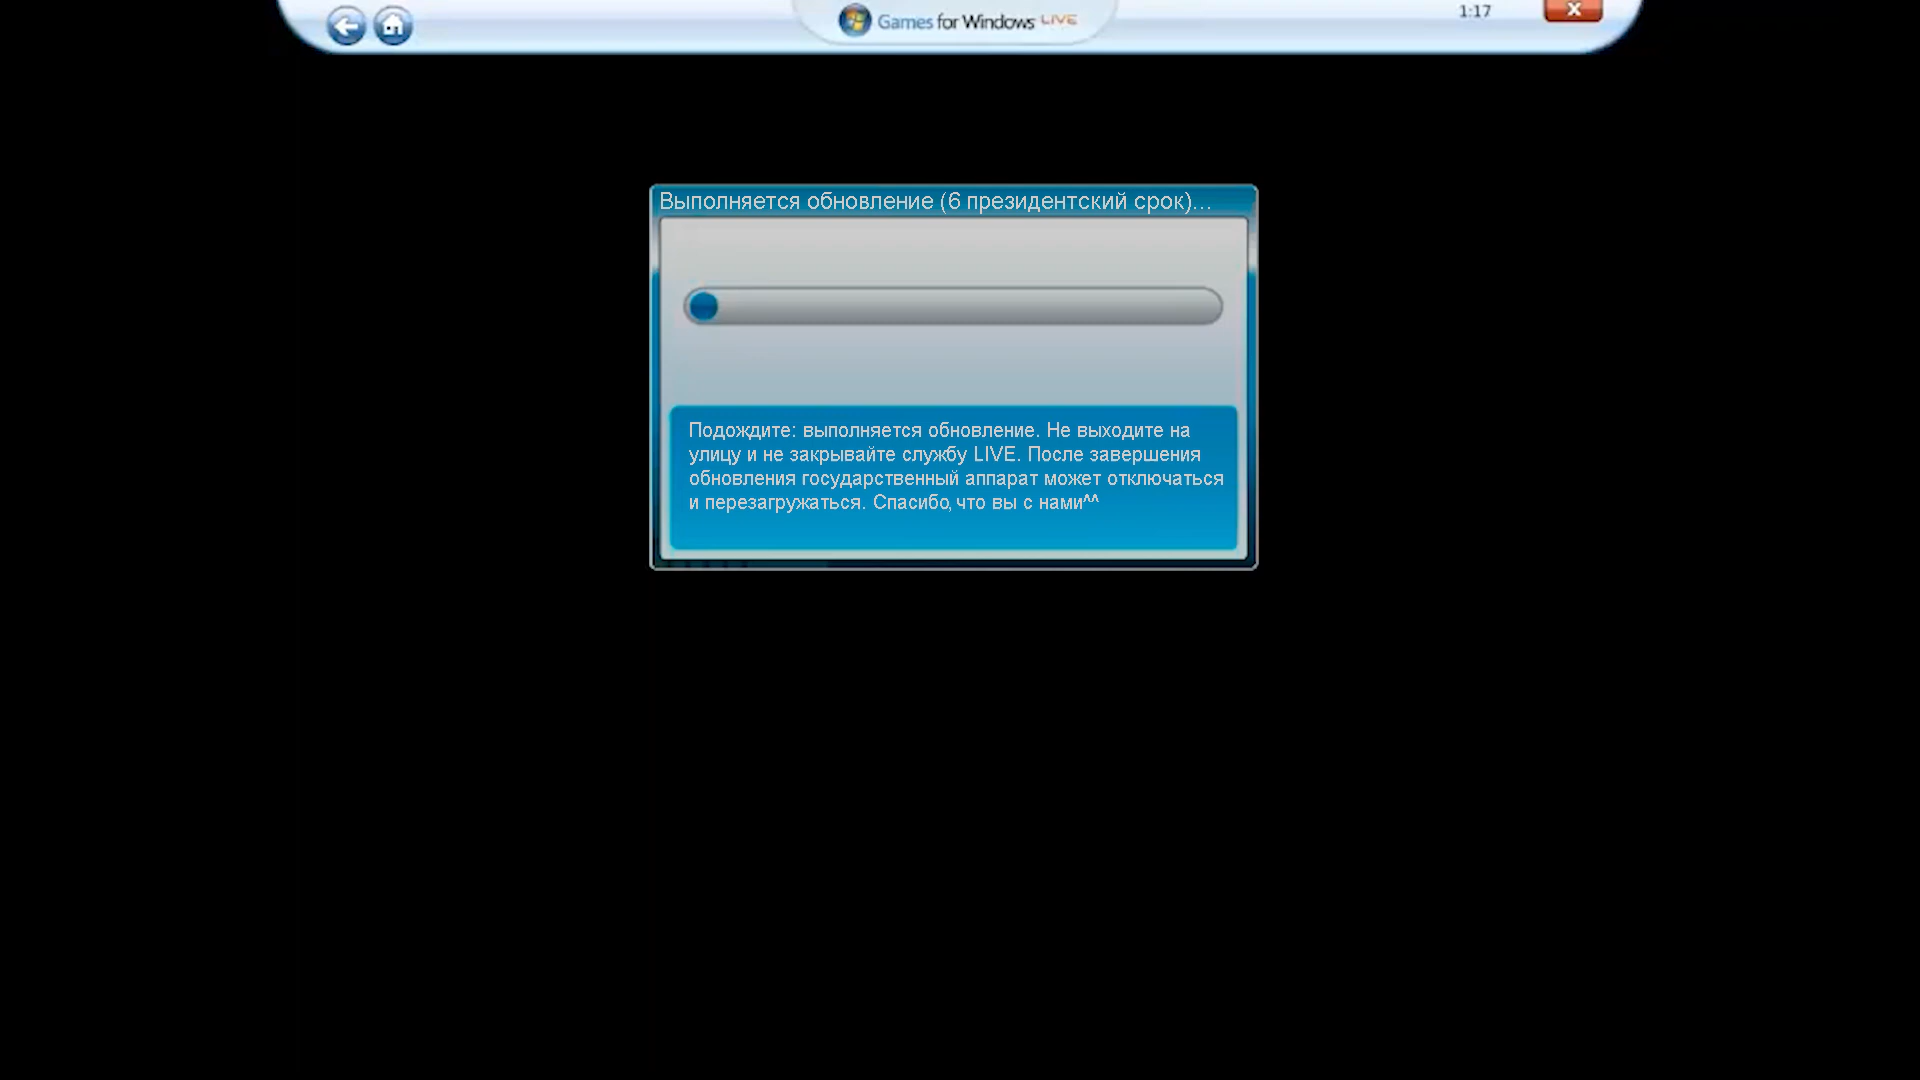 Games for Windows LIVE
1:17
Выполняется обновление (6 президентский срок)...
Подождите: выполняется обновление. Не выходите на
улицу и не закрывайте службу LIVE. После завершения
обновления государственный аппарат может отключаться
и перезагружаться. Спасибо, что вы с нами^^